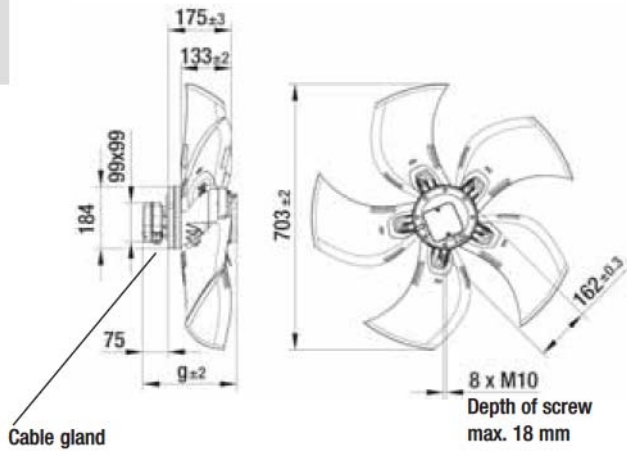 175±3
133±2
99x99
184
75
g±2
Cable gland
703 ±2
162±0.3
8 x M10
Depth of screw
max. 18 mm